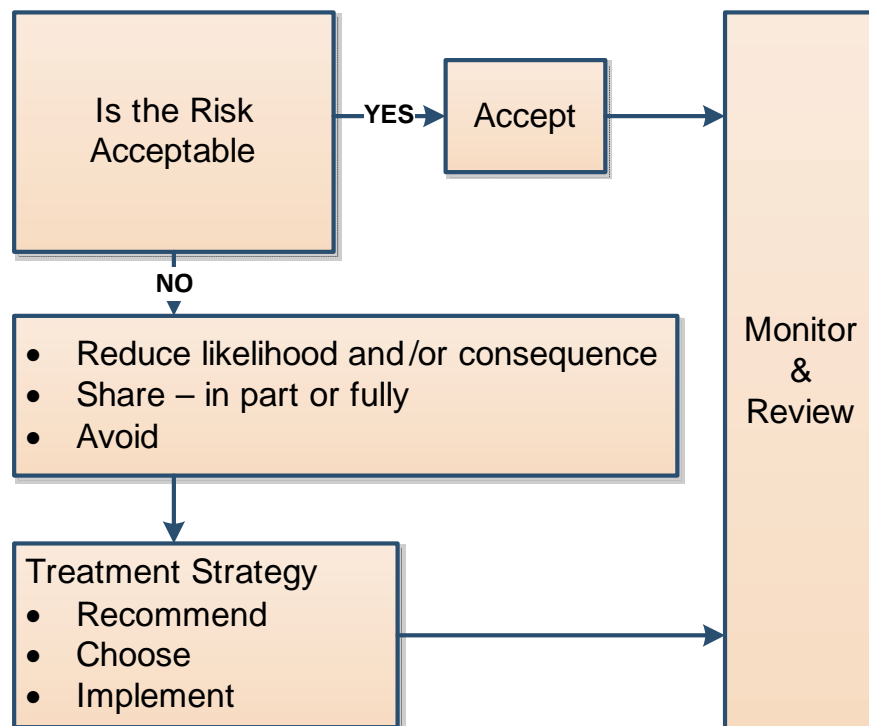 Is the Risk
Acceptable
YES
Accept
NO
• Reduce likelihood and/or consequence
• Share – in part or fully
• Avoid
Treatment Strategy
• Recommend
• Choose
• Implement
Monitor
&
Review